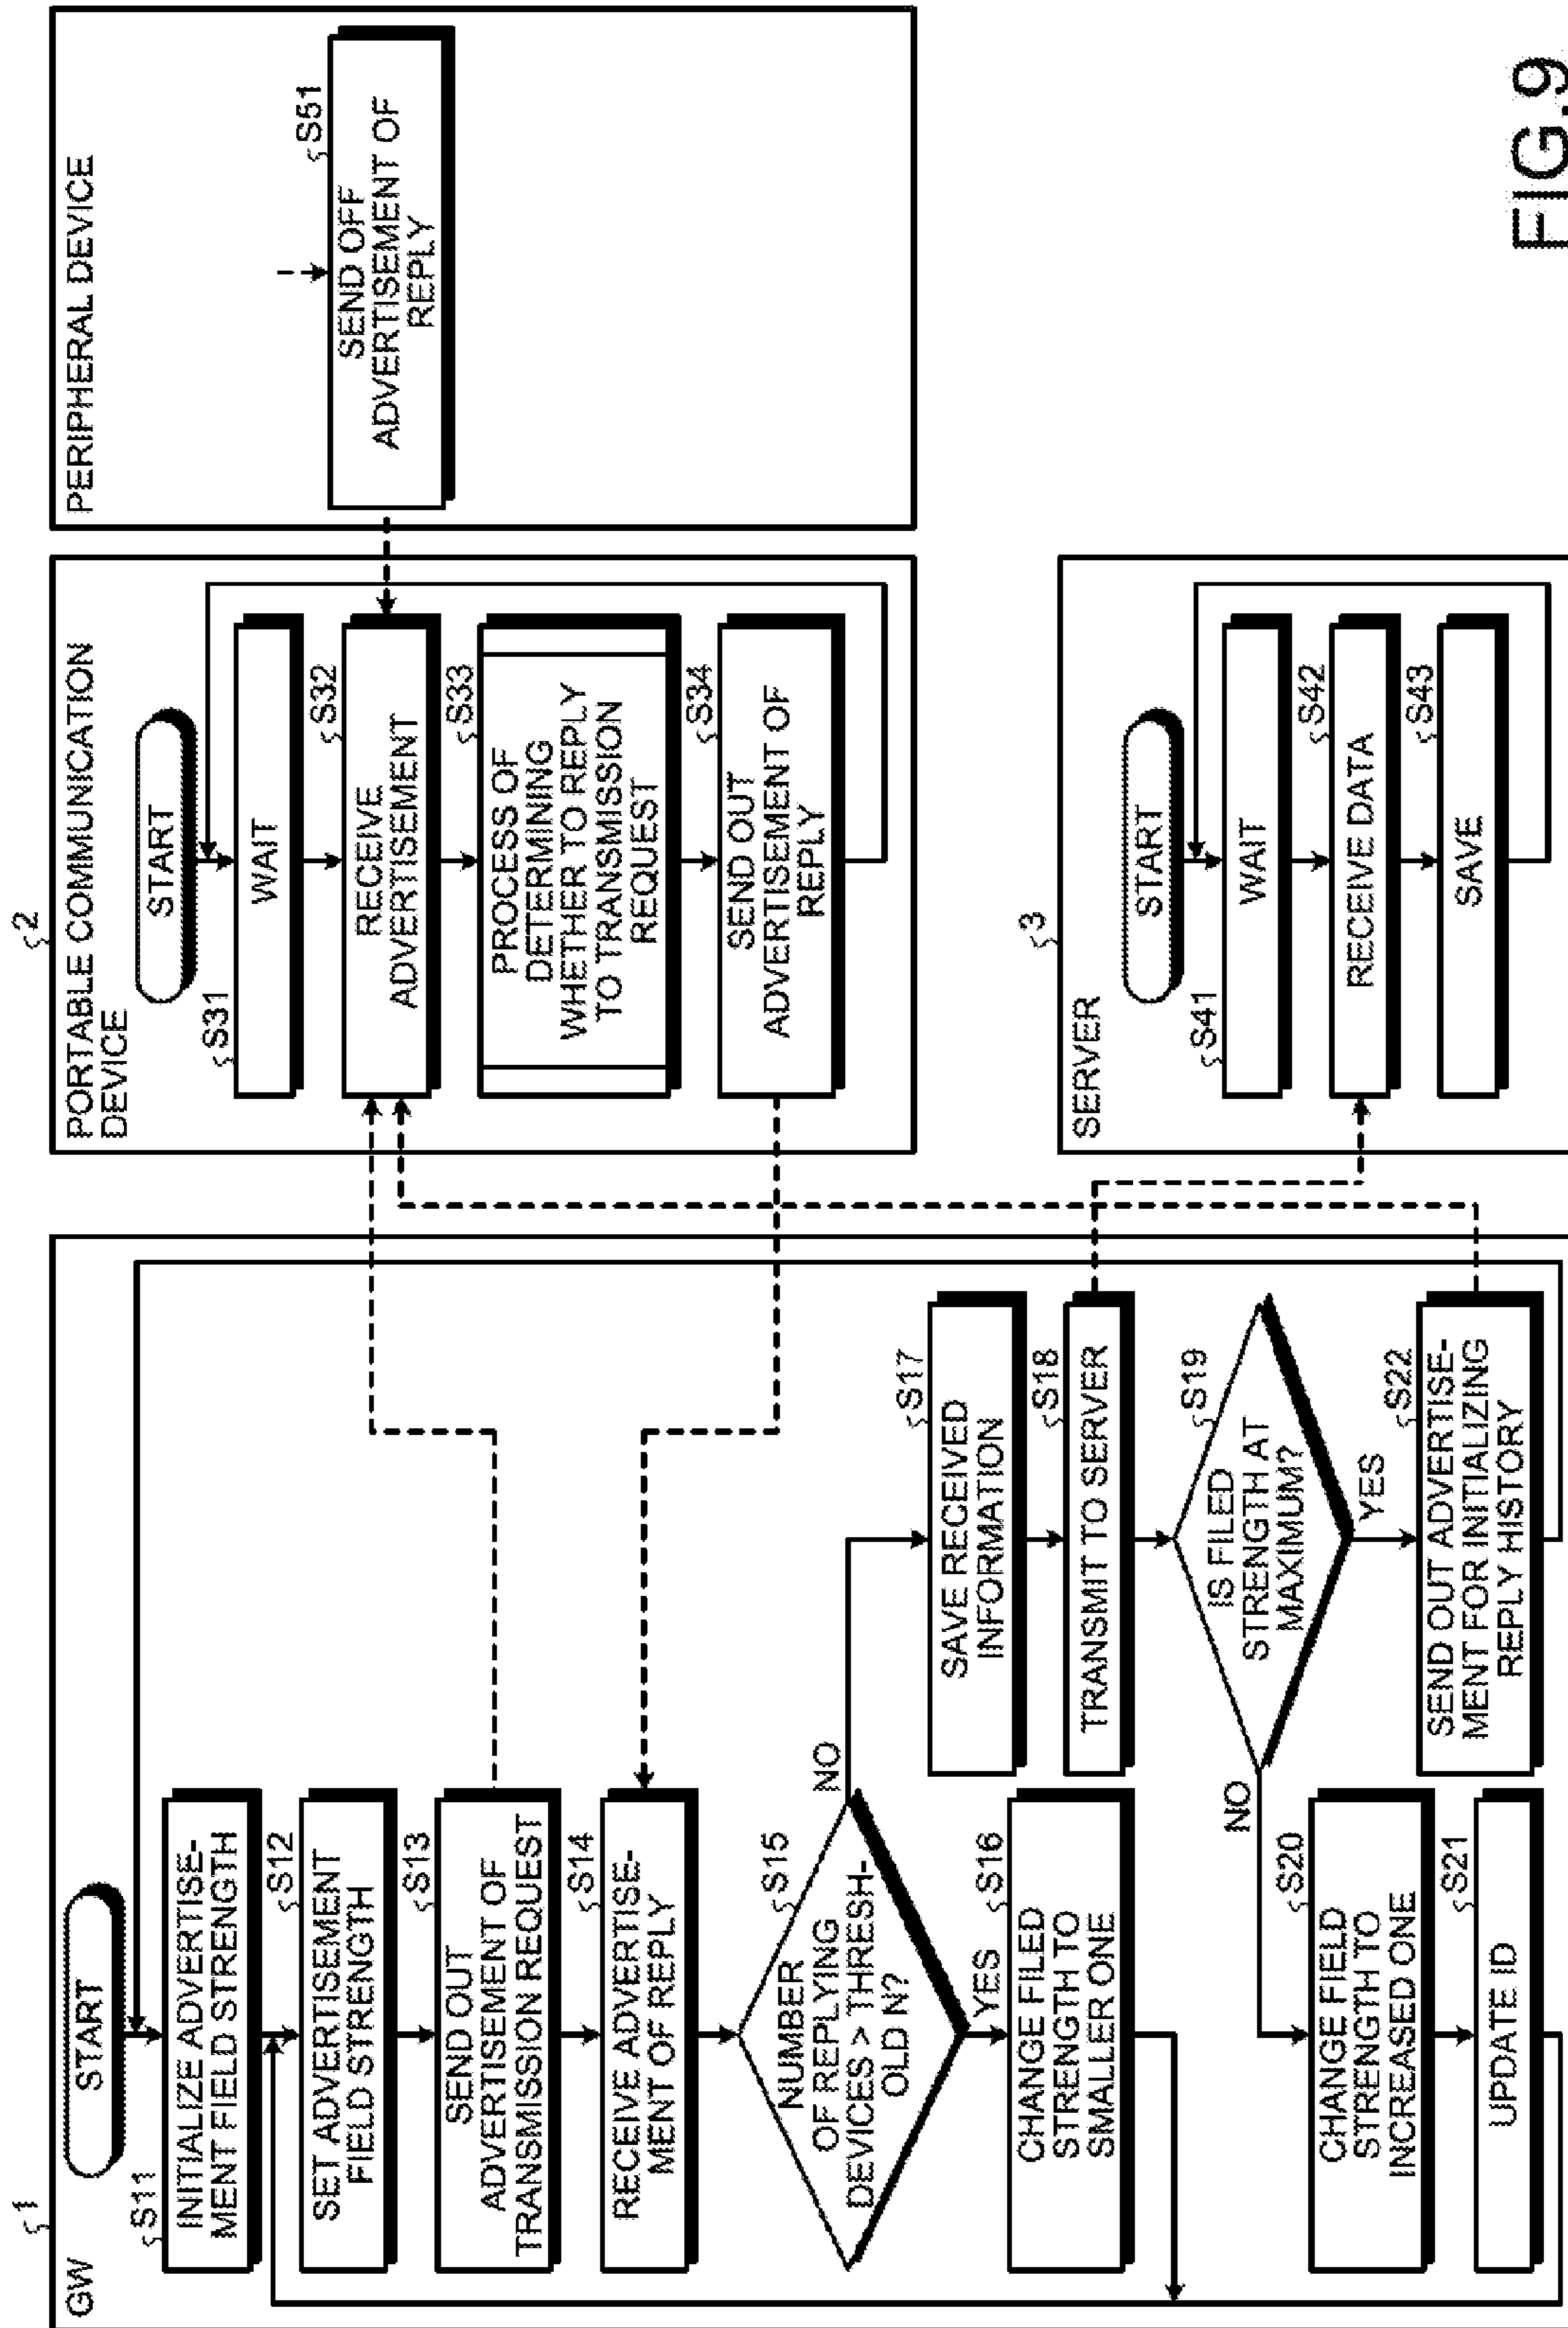 1
GW
START
S11
INITIALIZE ADVERTISE-
MENT FIELD STRENGTH
S12
SET ADVERTISEMENT
FIELD STRENGTH
S13
SEND OUT
ADVERTISEMENT OF
TRANSMISSION REQUEST
S14
RECEIVE ADVERTISE-
MENT OF REPLY
S15
NUMBER
OF REPLYING
DEVICES > THRESH-
OLD N?
NO
YES
S16
CHANGE FILED
STRENGTH TO
SMALLER ONE
S17
SAVE RECEIVED
INFORMATION
S18
TRANSMIT TO SERVER
S19
IS FILED
STRENGTH AT
MAXIMUM?
NO
YES
S20
CHANGE FIELD
STRENGTH TO
INCREASED ONE
S21
UPDATE ID
S22
SEND OUT ADVERTISE-
MENT FOR INITIALIZING
REPLY HISTORY
2
PORTABLE COMMUNICATION
DEVICE
START
S31
WAIT
S32
RECEIVE
ADVERTISEMENT
S33
PROCESS OF
DETERMINING
WHETHER TO REPLY
TO TRANSMISSION
REQUEST
S34
SEND OUT
ADVERTISEMENT OF
REPLY
3
SERVER
START
S41
WAIT
S42
RECEIVE DATA
S43
SAVE
PERIPHERAL DEVICE
S51
SEND OFF
ADVERTISEMENT OF
REPLY
FIG.9